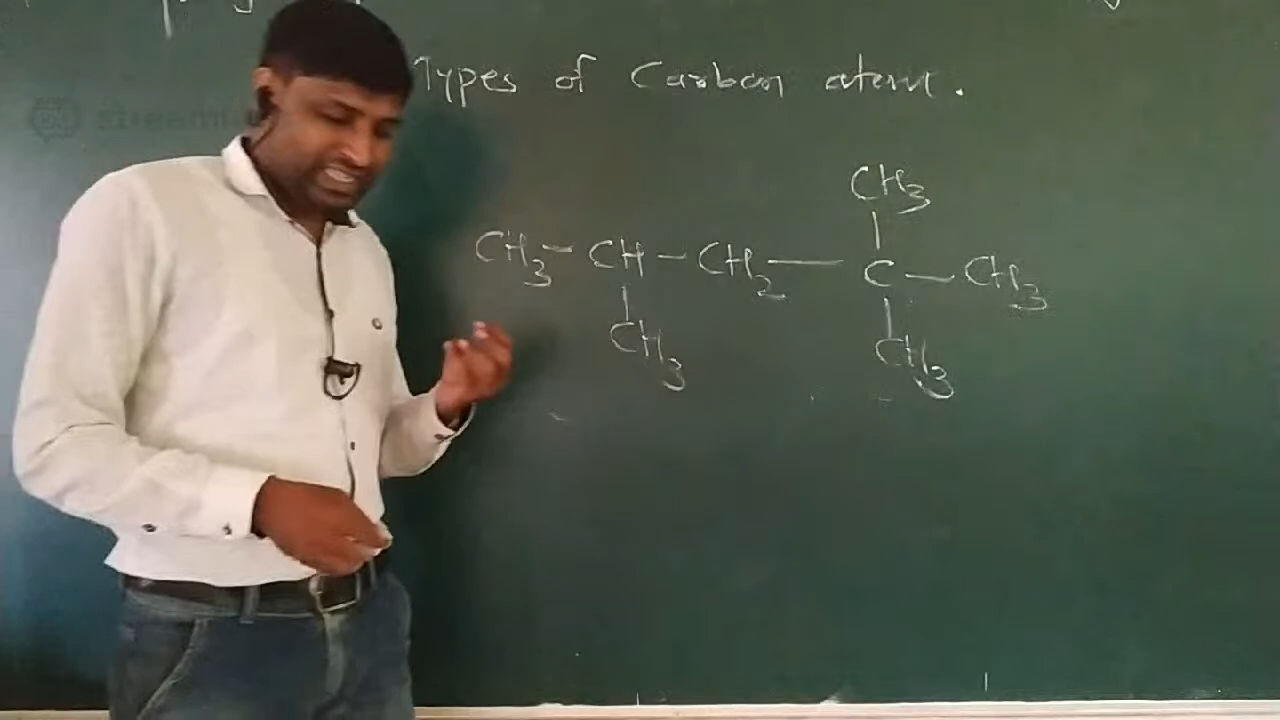 Types of Carbon atom.
CH3
CH3 – CH – CH2 — C – CH3
CH3 CH3